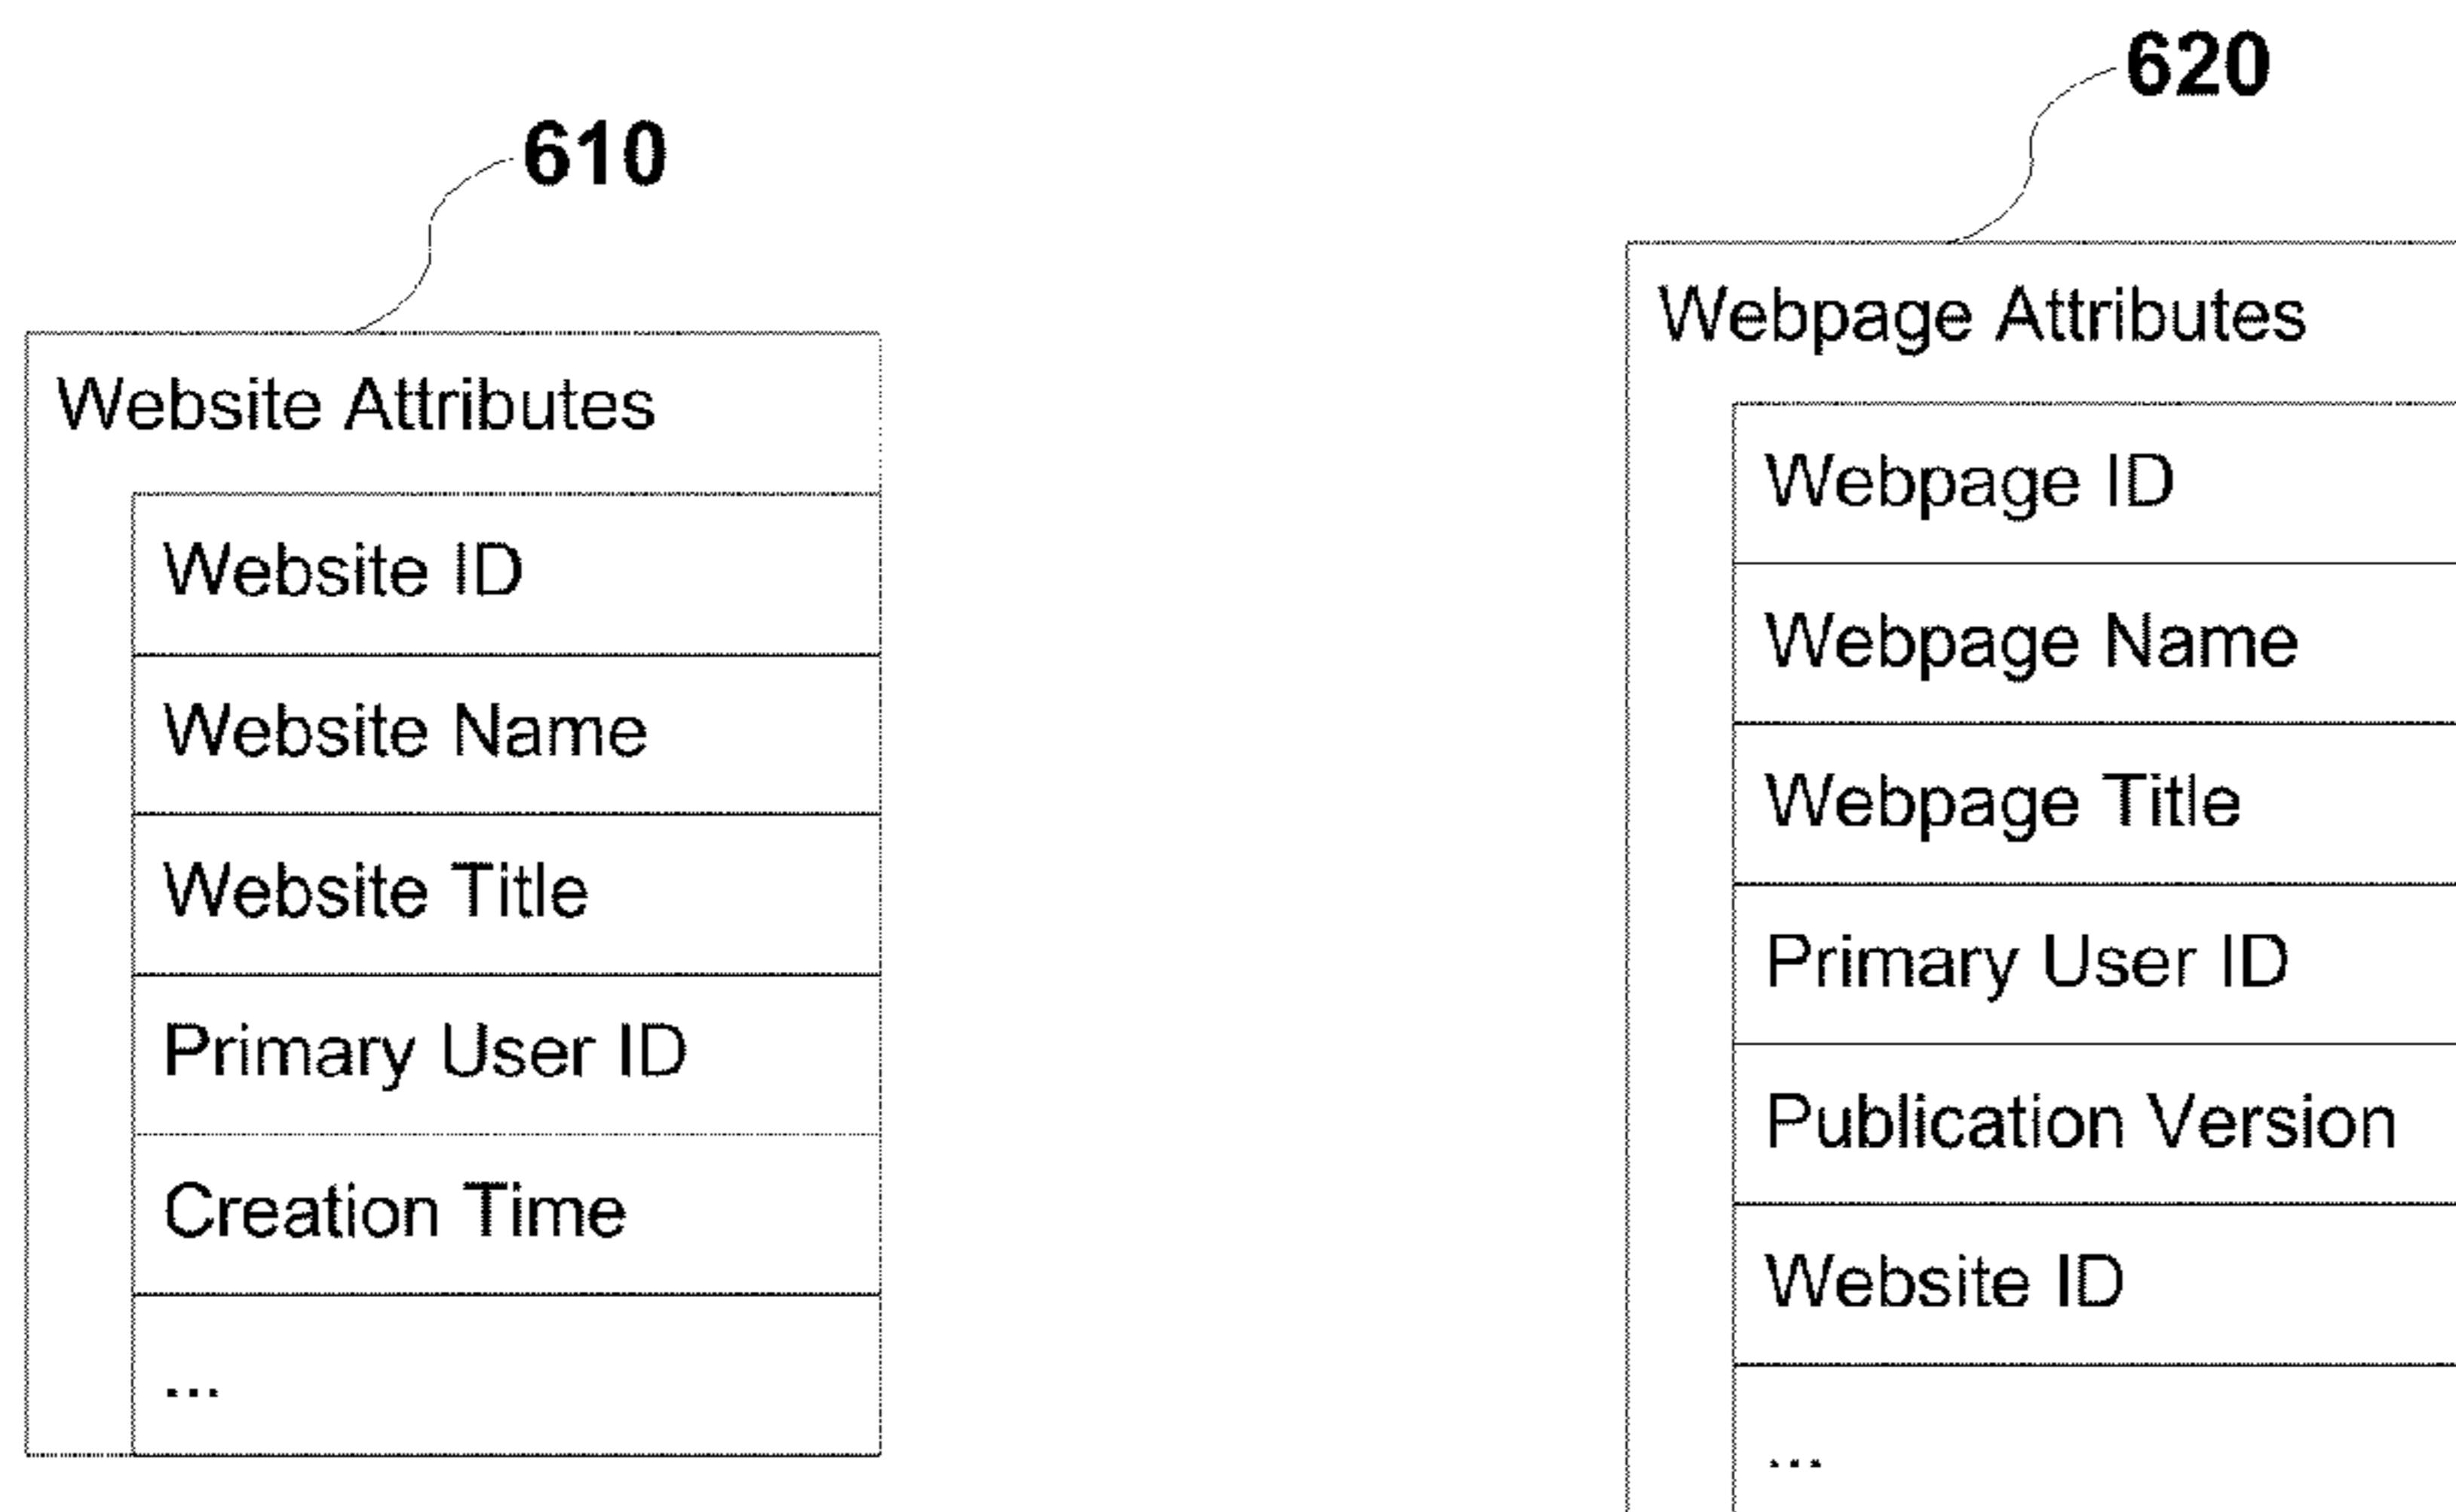 610
Website Attributes
Website ID
Website Name
Website Title
Primary User ID
Creation Time
...
620
Webpage Attributes
Webpage ID
Webpage Name
Webpage Title
Primary User ID
Publication Version
Website ID
...